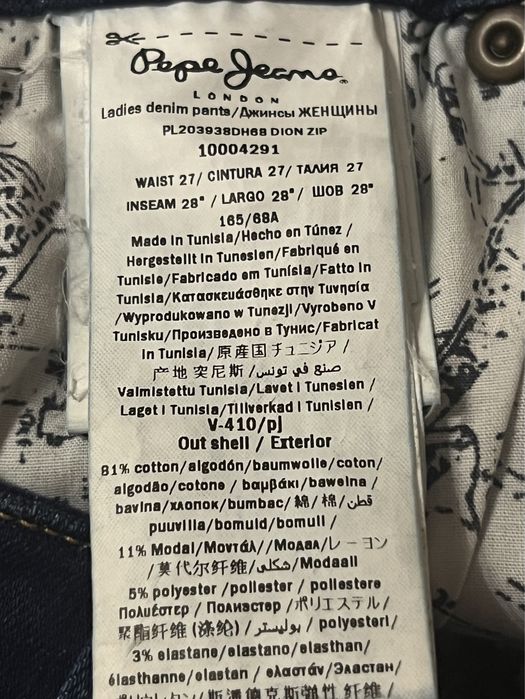 Pepe Jeans
LONDON
Ladies denim pants/Джинсы ЖЕНЩИНЫ
PL203938DH68 DION ZIP
10004291
WAIST 27/ CINTURA 27/ ТАЛИЯ 27
INSEAM 28" / LARGO 28"/ ШОВ 28"
165/68A
Made in Tunisia/Hecho en Túnez /
Hergestellt in Tunesien/Fabriqué en
Tunisie/Fabricado em Tunísia/Fatto in
Tunisia/Κατασκευάσθηκε στην Τυνησία
/Wyprodukowano w Tunezji/Vyrobeno V
Tunisku/Произведено в Тунис/Fabricat
in Tunisia/原産国チュニジア /
产地 突尼斯/صنع في تونس/
Valmistettu Tunisia/Lavet i Tunesien /
Laget i Tunisia/Tillverkad i Tunisien /
V-410/pj
Out shell / Exterior
81% cotton/algodón/baumwolle/coton/
algodão/cotone / βαμβάκι/bawełna /
bavlna/хлопок/bumbac/ 綿/棉/قطن/
puuvilla/bomuld/bomull /
11% Modal/Μοντάλ//Модал/レーヨン
/莫代尔纤维/شكلي/Modaali
5% polyester /poliester / poliestere
Πολυέστερ / Полиэстер /ポリエステル/
聚酯纤维 (涤纶) /بوليستر / polyesteri/
3% elastane/elastano/elasthan/
élasthanne/elastan / ελαστάν/Эластан/